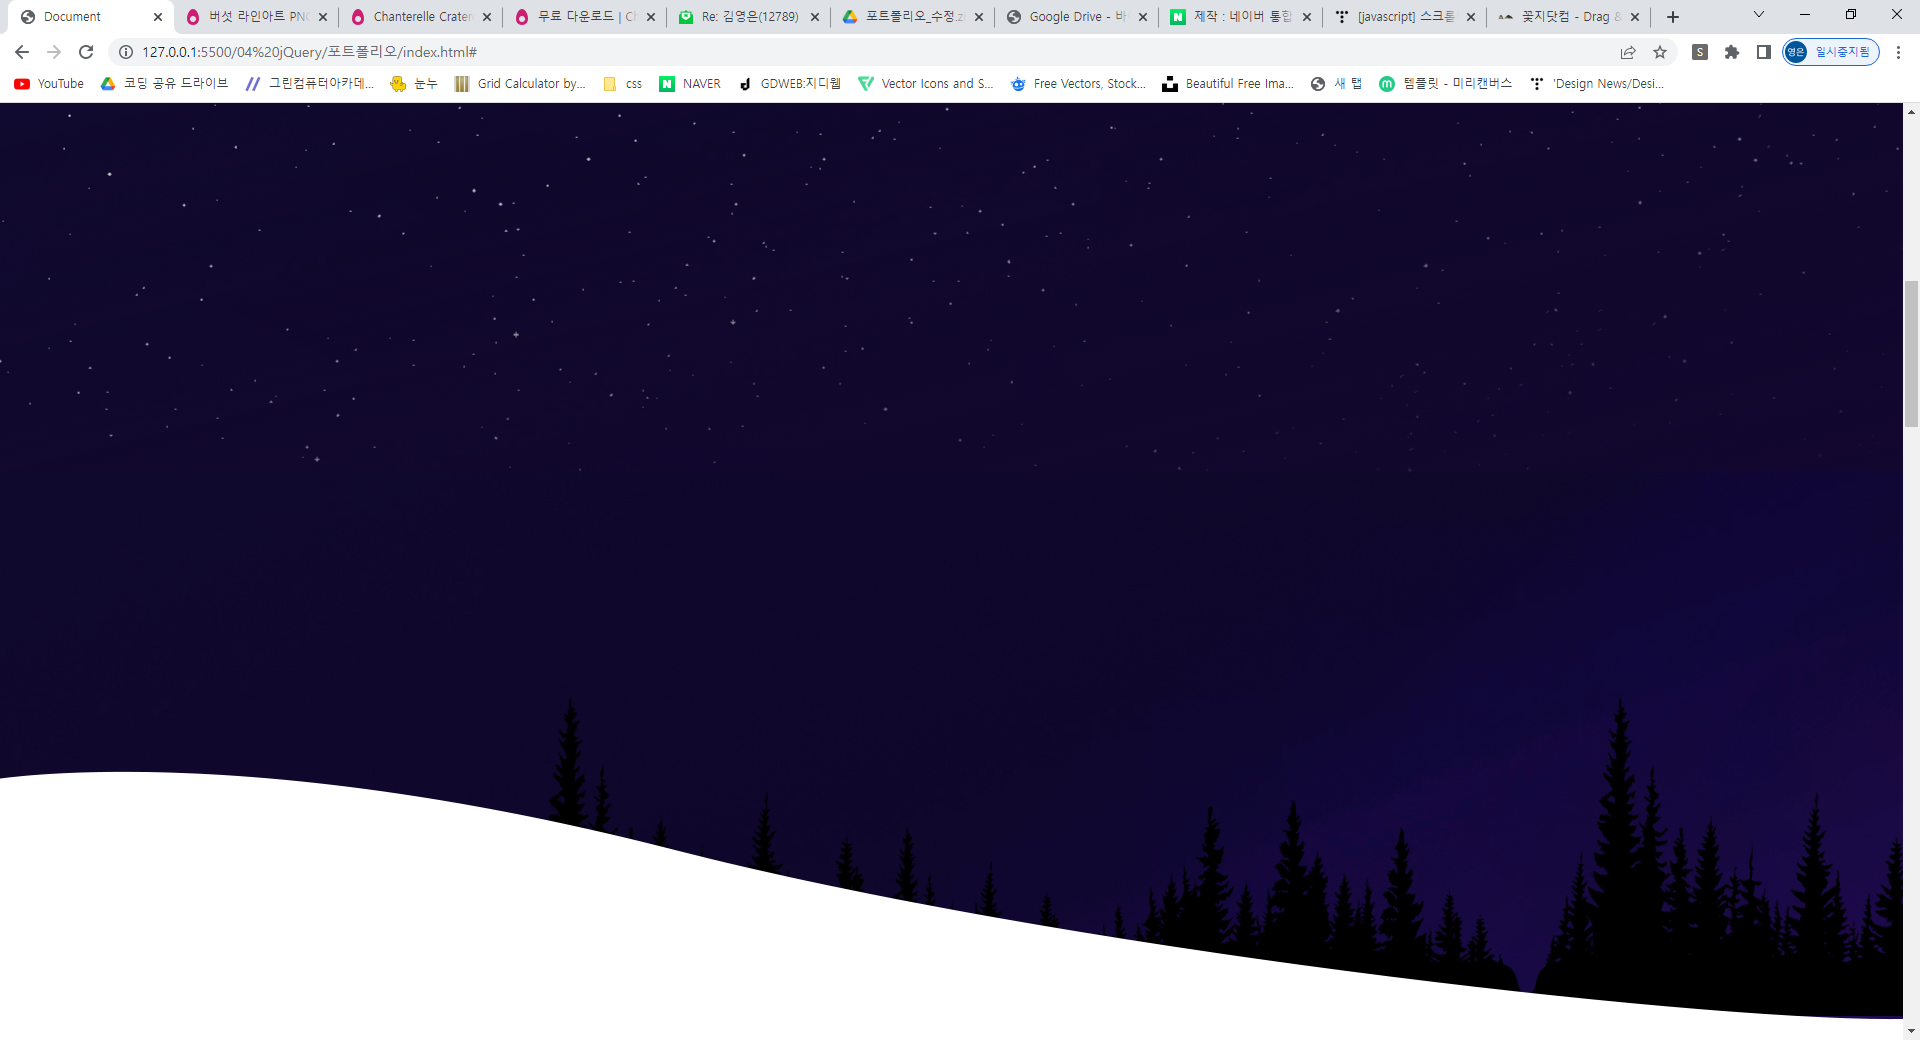 Document 버섯 라인아트 PN Chanterelle Crater 무료 다운로드 | Ch Re: 김영은(12789) 포트폴리오_수정.z Google Drive - 바 제작 : 네이버 통합 [javascript] 스크롤 꽃지닷컴 - Drag &
127.0.0.1:5500/04%20jQuery/포트폴리오/index.html# S 영은 일시중지됨
YouTube 코딩 공유 드라이브 그린컴퓨터아카데... 눈누 Grid Calculator by... css N NAVER GDWEB:지디웹 Vector Icons and S... Free Vectors, Stock... Beautiful Free Ima... 새 탭 m 템플릿 - 미리캔버스 'Design News/Desi...